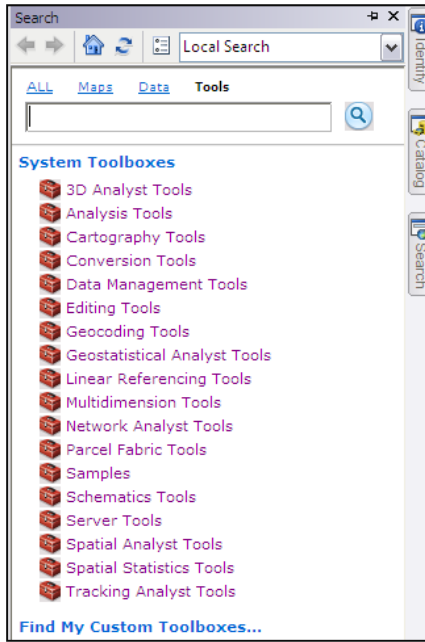 Search
Local Search
ALL Maps Data Tools
System Toolboxes
3D Analyst Tools
Analysis Tools
Cartography Tools
Conversion Tools
Data Management Tools
Editing Tools
Geocoding Tools
Geostatistical Analyst Tools
Linear Referencing Tools
Multidimension Tools
Network Analyst Tools
Parcel Fabric Tools
Samples
Schematics Tools
Server Tools
Spatial Analyst Tools
Spatial Statistics Tools
Tracking Analyst Tools
Find My Custom Toolboxes...
Identify
Catalog
Search